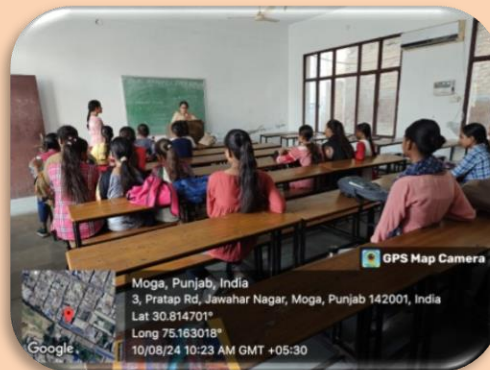 GPS Map Camera
Moga, Punjab, India
3, Pratap Rd, Jawahar Nagar, Moga, Punjab 142001, India
Lat 30.814701°
Long 75.163018°
10/08/24 10:23 AM GMT +05:30
Google